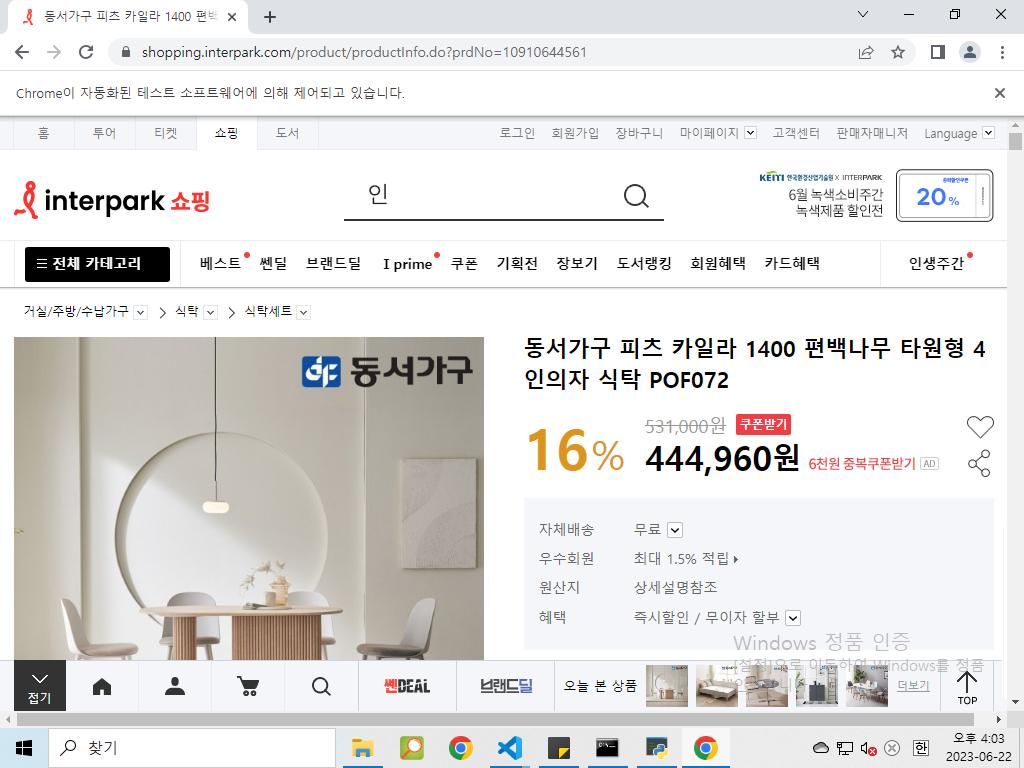 동서가구 피츠 카일라 1400 편백
shopping.interpark.com/product/productInfo.do?prdNo=10910644561
Chrome이 자동화된 테스트 소프트웨어에 의해 제어되고 있습니다.
홈 투어 티켓 쇼핑 도서 로그인 회원가입 장바구니 마이페이지 고객센터 판매자매니저 Language
interpark 쇼핑
인
KEITI 한국환경산업기술원 X INTERPARK
6월 녹색소비주간
녹색제품 할인전
20%
전체 카테고리 베스트 쎈딜 브랜드딜 I prime 쿠폰 기획전 장보기 도서랭킹 회원혜택 카드혜택 인생주간
거실/주방/수납가구 식탁 식탁세트
동서가구
동서가구 피츠 카일라 1400 편백나무 타원형 4
인의자 식탁 POF072
16%
531,000원 쿠폰받기
444,960원 6천원 중복쿠폰받기 AD
자체배송 무료
우수회원 최대 1.5% 적립
원산지 상세설명참조
혜택 즉시할인 / 무이자 할부
Windows 정품 인증
[설정]으로 이동하여 Windows를 정품
접기
쎈DEAL
브랜드딜
오늘 본 상품
더보기
TOP
찾기
한
오후 4:03
2023-06-22